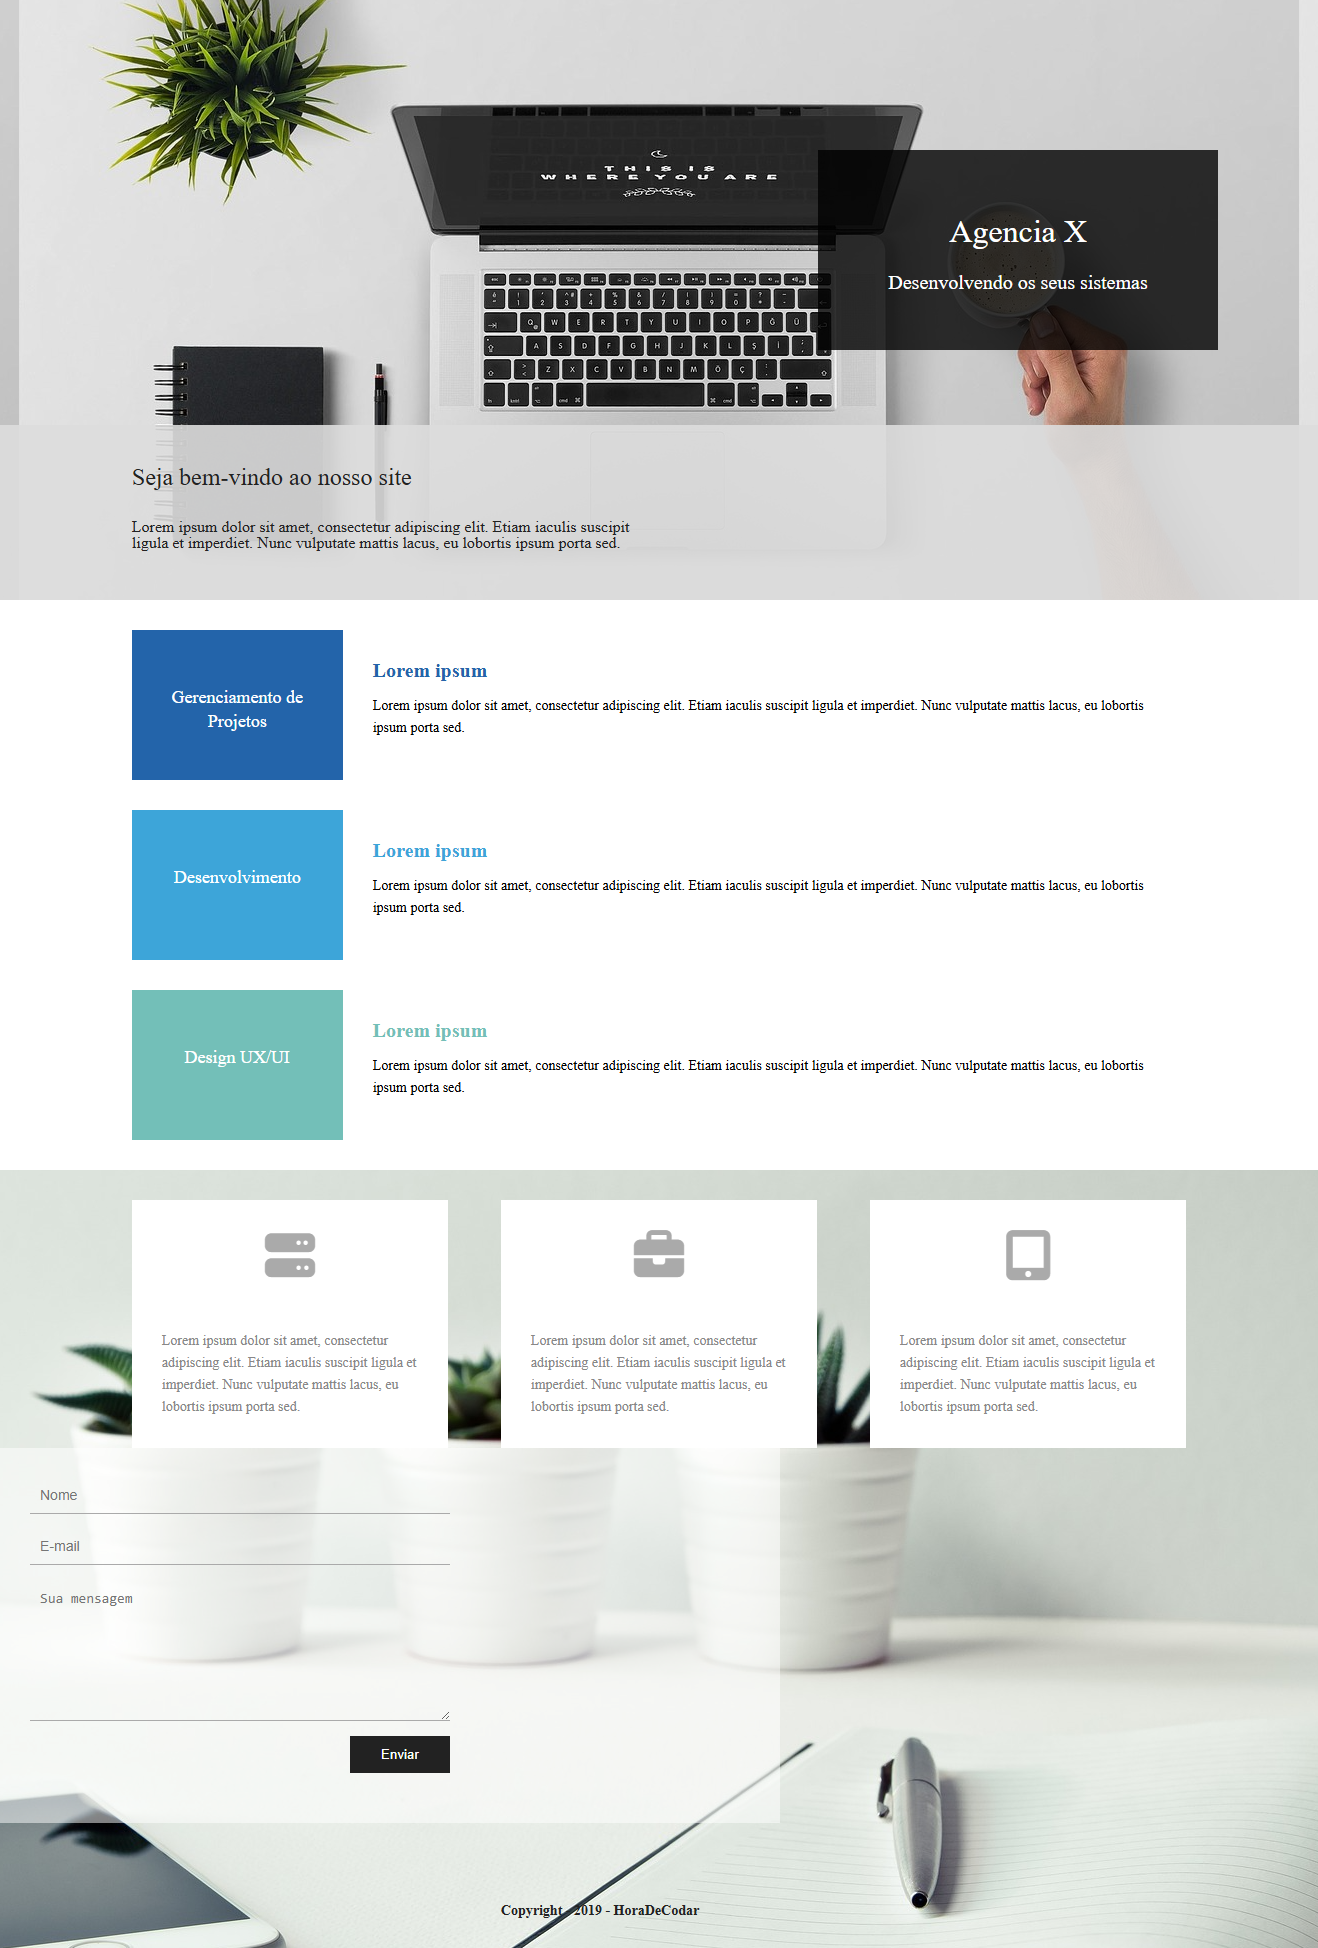 THIS IS
WHERE YOU ARE
Agencia X
Desenvolvendo os seus sistemas
Seja bem-vindo ao nosso site
Lorem ipsum dolor sit amet, consectetur adipiscing elit. Etiam iaculis suscipit
ligula et imperdiet. Nunc vulputate mattis lacus, eu lobortis ipsum porta sed.
Gerenciamento de
Projetos
Lorem ipsum
Lorem ipsum dolor sit amet, consectetur adipiscing elit. Etiam iaculis suscipit ligula et imperdiet. Nunc vulputate mattis lacus, eu lobortis
ipsum porta sed.
Desenvolvimento
Lorem ipsum
Lorem ipsum dolor sit amet, consectetur adipiscing elit. Etiam iaculis suscipit ligula et imperdiet. Nunc vulputate mattis lacus, eu lobortis
ipsum porta sed.
Design UX/UI
Lorem ipsum
Lorem ipsum dolor sit amet, consectetur adipiscing elit. Etiam iaculis suscipit ligula et imperdiet. Nunc vulputate mattis lacus, eu lobortis
ipsum porta sed.
Lorem ipsum dolor sit amet, consectetur
adipiscing elit. Etiam iaculis suscipit ligula et
imperdiet. Nunc vulputate mattis lacus, eu
lobortis ipsum porta sed.
Lorem ipsum dolor sit amet, consectetur
adipiscing elit. Etiam iaculis suscipit ligula et
imperdiet. Nunc vulputate mattis lacus, eu
lobortis ipsum porta sed.
Lorem ipsum dolor sit amet, consectetur
adipiscing elit. Etiam iaculis suscipit ligula et
imperdiet. Nunc vulputate mattis lacus, eu
lobortis ipsum porta sed.
Nome
E-mail
Sua mensagem
Enviar
Copyright - 2019 - HoraDeCodar